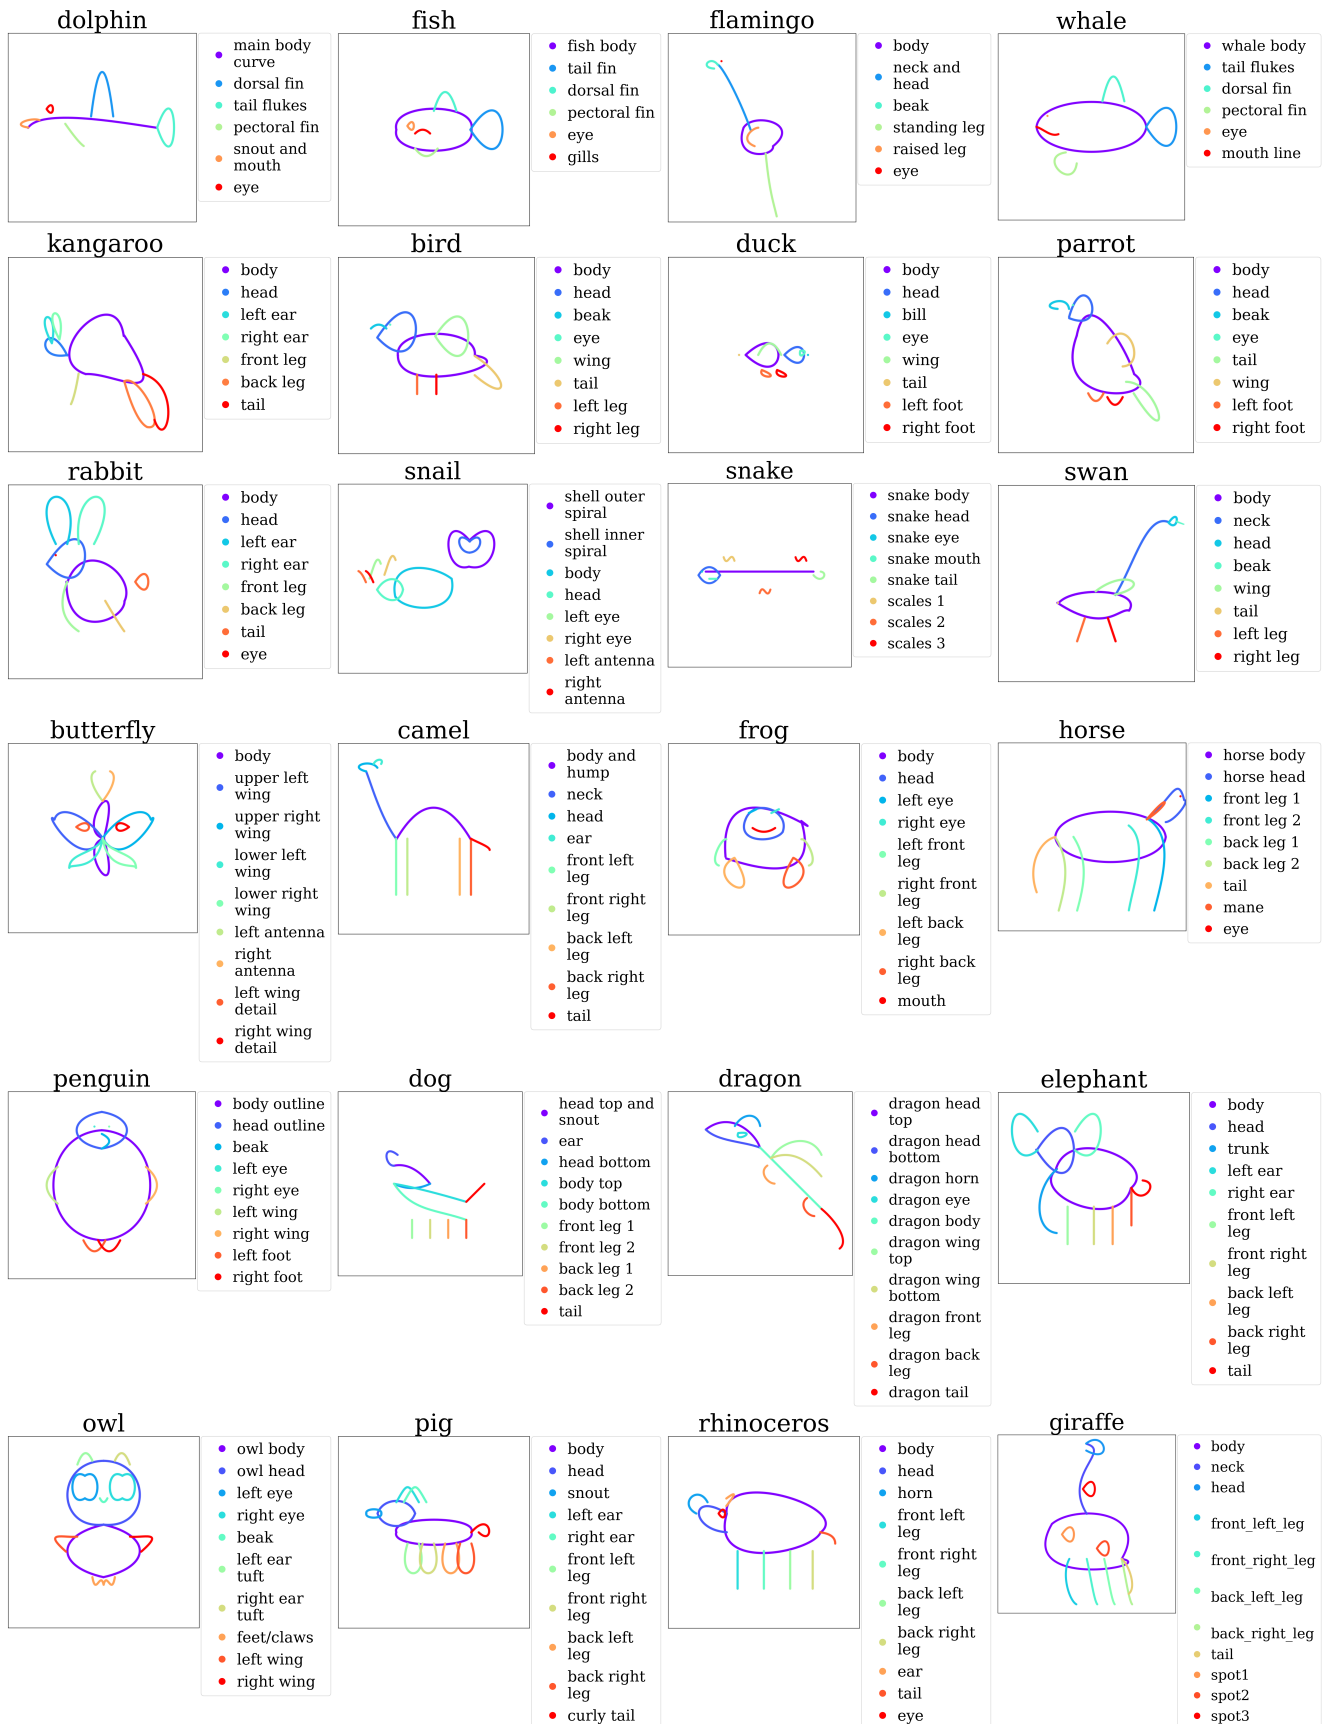 dolphin
main body
curve
dorsal fin
tail flukes
pectoral fin
snout and
mouth
eye
fish
fish body
tail fin
dorsal fin
pectoral fin
eye
gills
flamingo
body
neck and
head
beak
standing leg
raised leg
eye
whale
whale body
tail flukes
dorsal fin
pectoral fin
eye
mouth line
kangaroo
body
head
left ear
right ear
front leg
back leg
tail
bird
body
head
beak
eye
wing
tail
left leg
right leg
duck
body
head
bill
eye
wing
tail
left foot
right foot
parrot
body
head
beak
eye
tail
wing
left foot
right foot
rabbit
body
head
left ear
right ear
front leg
back leg
tail
eye
snail
shell outer
spiral
shell inner
spiral
body
head
left eye
right eye
left antenna
right
antenna
snake
snake body
snake head
snake eye
snake mouth
snake tail
scales 1
scales 2
scales 3
swan
body
neck
head
beak
wing
tail
left leg
right leg
butterfly
body
upper left
wing
upper right
wing
lower left
wing
lower right
wing
left antenna
right
antenna
left wing
detail
right wing
detail
camel
body and
hump
neck
head
ear
front left
leg
front right
leg
back left
leg
back right
leg
tail
frog
body
head
left eye
right eye
left front
leg
right front
leg
left back
leg
right back
leg
mouth
horse
horse body
horse head
front leg 1
front leg 2
back leg 1
back leg 2
tail
mane
eye
penguin
body outline
head outline
beak
left eye
right eye
left wing
right wing
left foot
right foot
dog
head top and
snout
ear
head bottom
body top
body bottom
front leg 1
front leg 2
back leg 1
back leg 2
tail
dragon
dragon head
top
dragon head
bottom
dragon horn
dragon eye
dragon body
dragon wing
top
dragon wing
bottom
dragon front
leg
dragon back
leg
dragon tail
elephant
body
head
trunk
left ear
right ear
front left
leg
front right
leg
back left
leg
back right
leg
tail
owl
owl body
owl head
left eye
right eye
beak
left ear
tuft
right ear
tuft
feet/claws
left wing
right wing
pig
body
head
snout
left ear
right ear
front left
leg
front right
leg
back left
leg
back right
leg
curly tail
rhinoceros
body
head
horn
front left
leg
front right
leg
back left
leg
back right
leg
ear
tail
eye
giraffe
body
neck
head
front_left_leg
front_right_leg
back_left_leg
back_right_leg
tail
spot1
spot2
spot3